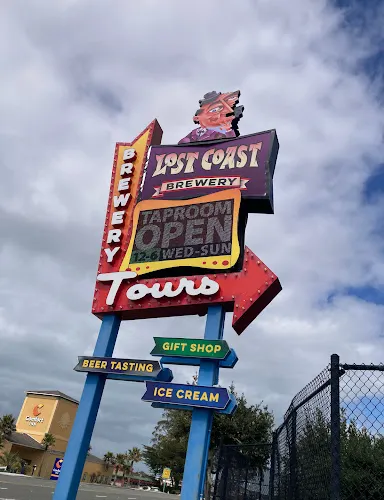 LOST COAST
BREWERY
BREWERY
TAPROOM
OPEN
12-6 WED-SUN
Tours
GIFT SHOP
BEER TASTING
ICE CREAM